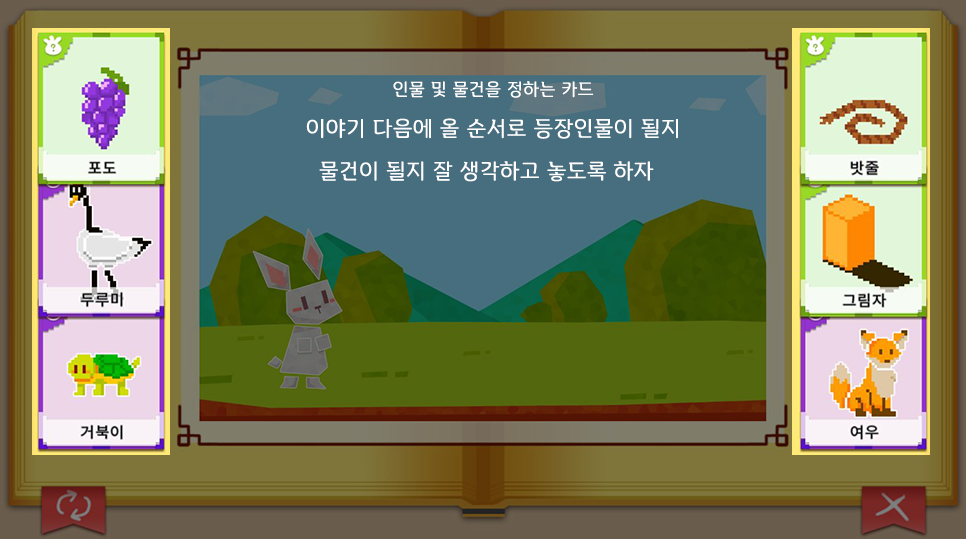 인물 및 물건을 정하는 카드
이야기 다음에 올 순서로 등장인물이 될지
물건이 될지 잘 생각하고 놓도록 하자
포도
두루미
거북이
밧줄
그림자
여우